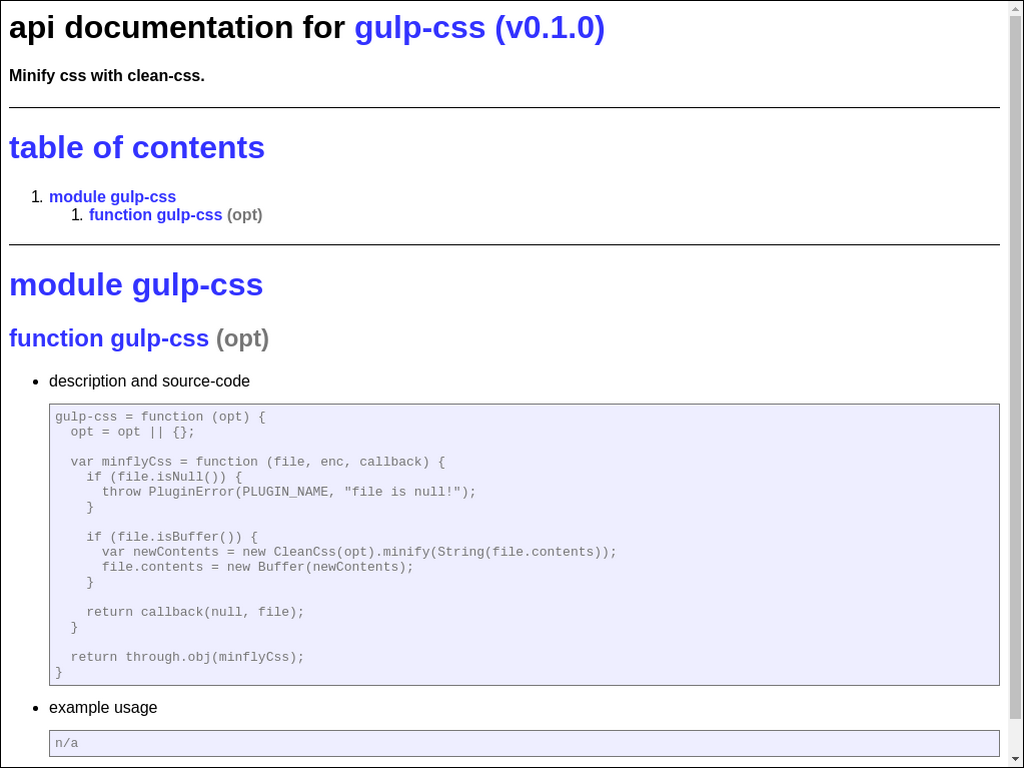 api documentation for gulp-css (v0.1.0)
Minify css with clean-css.
table of contents
1. module gulp-css
1. function gulp-css (opt)
module gulp-css
function gulp-css (opt)
• description and source-code
gulp-css = function (opt) {
  opt = opt || {};
  var minflyCss = function (file, enc, callback) {
    if (file.isNull()) {
      throw PluginError(PLUGIN_NAME, "file is null!");
    }
    if (file.isBuffer()) {
      var newContents = new CleanCss(opt).minify(String(file.contents));
      file.contents = new Buffer(newContents);
    }
    return callback(null, file);
  }
  return through.obj(minflyCss);
}
• example usage
n/a